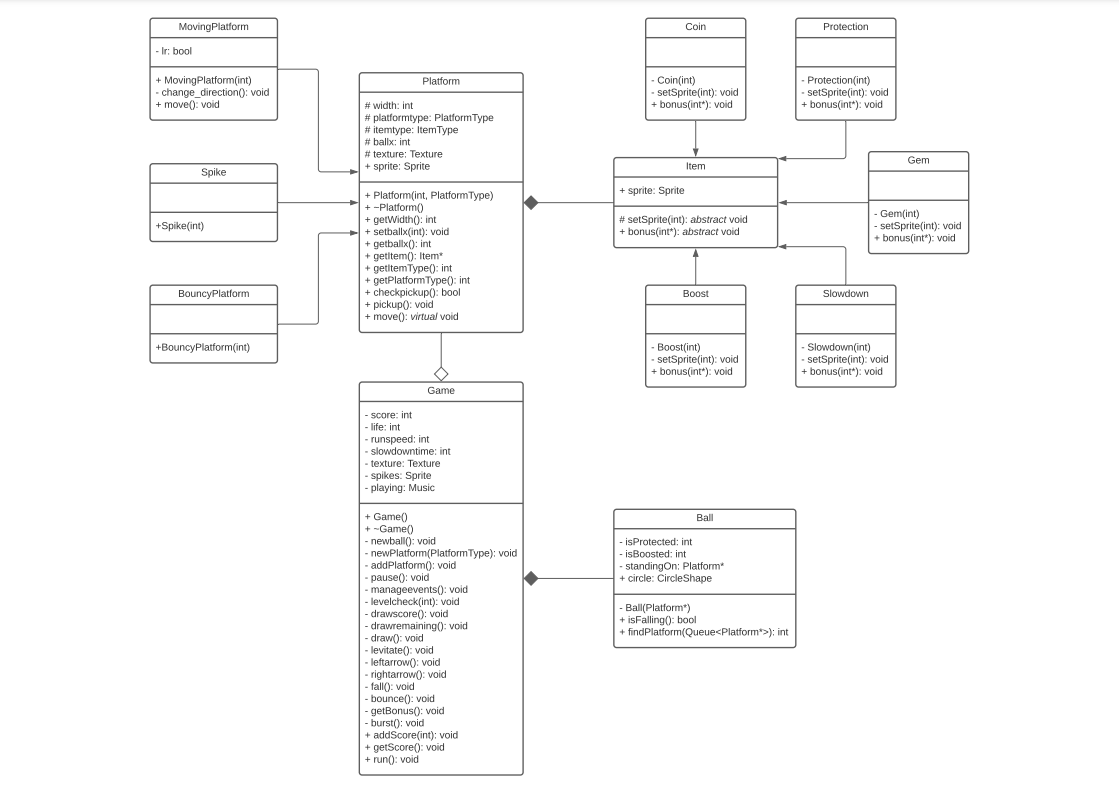 MovingPlatform
- lr: bool
+ MovingPlatform(int)
- change_direction(): void
+ move(): void
Spike
+Spike(int)
BouncyPlatform
+BouncyPlatform(int)
Platform
# width: int
# platformtype: PlatformType
# itemtype: ItemType
# ballx: int
# texture: Texture
+ sprite: Sprite
+ Platform(int, PlatformType)
+ ~Platform()
+ getWidth(): int
+ setballx(int): void
+ getballx(): int
+ getItem(): Item*
+ getItemType(): int
+ getPlatformType(): int
+ checkpickup(): bool
+ pickup(): void
+ move(): virtual void
Coin
- Coin(int)
- setSprite(int): void
+ bonus(int*): void
Protection
- Protection(int)
- setSprite(int): void
+ bonus(int*): void
Item
+ sprite: Sprite
# setSprite(int): abstract void
+ bonus(int*): abstract void
Gem
- Gem(int)
- setSprite(int): void
+ bonus(int*): void
Boost
- Boost(int)
- setSprite(int): void
+ bonus(int*): void
Slowdown
- Slowdown(int)
- setSprite(int): void
+ bonus(int*): void
Game
- score: int
- life: int
- runspeed: int
- slowdowntime: int
- texture: Texture
- spikes: Sprite
- playing: Music
+ Game()
+ ~Game()
- newball(): void
- newPlatform(PlatformType): void
- addPlatform(): void
- pause(): void
- manageevents(): void
- levelcheck(int): void
- drawscore(): void
- drawremaining(): void
- draw(): void
- levitate(): void
- leftarrow(): void
- rightarrow(): void
- fall(): void
- bounce(): void
- getBonus(): void
- burst(): void
+ addScore(int): void
+ getScore(): void
+ run(): void
Ball
- isProtected: int
- isBoosted: int
- standingOn: Platform*
+ circle: CircleShape
- Ball(Platform*)
+ isFalling(): bool
+ findPlatform(Queue<Platform*>): int